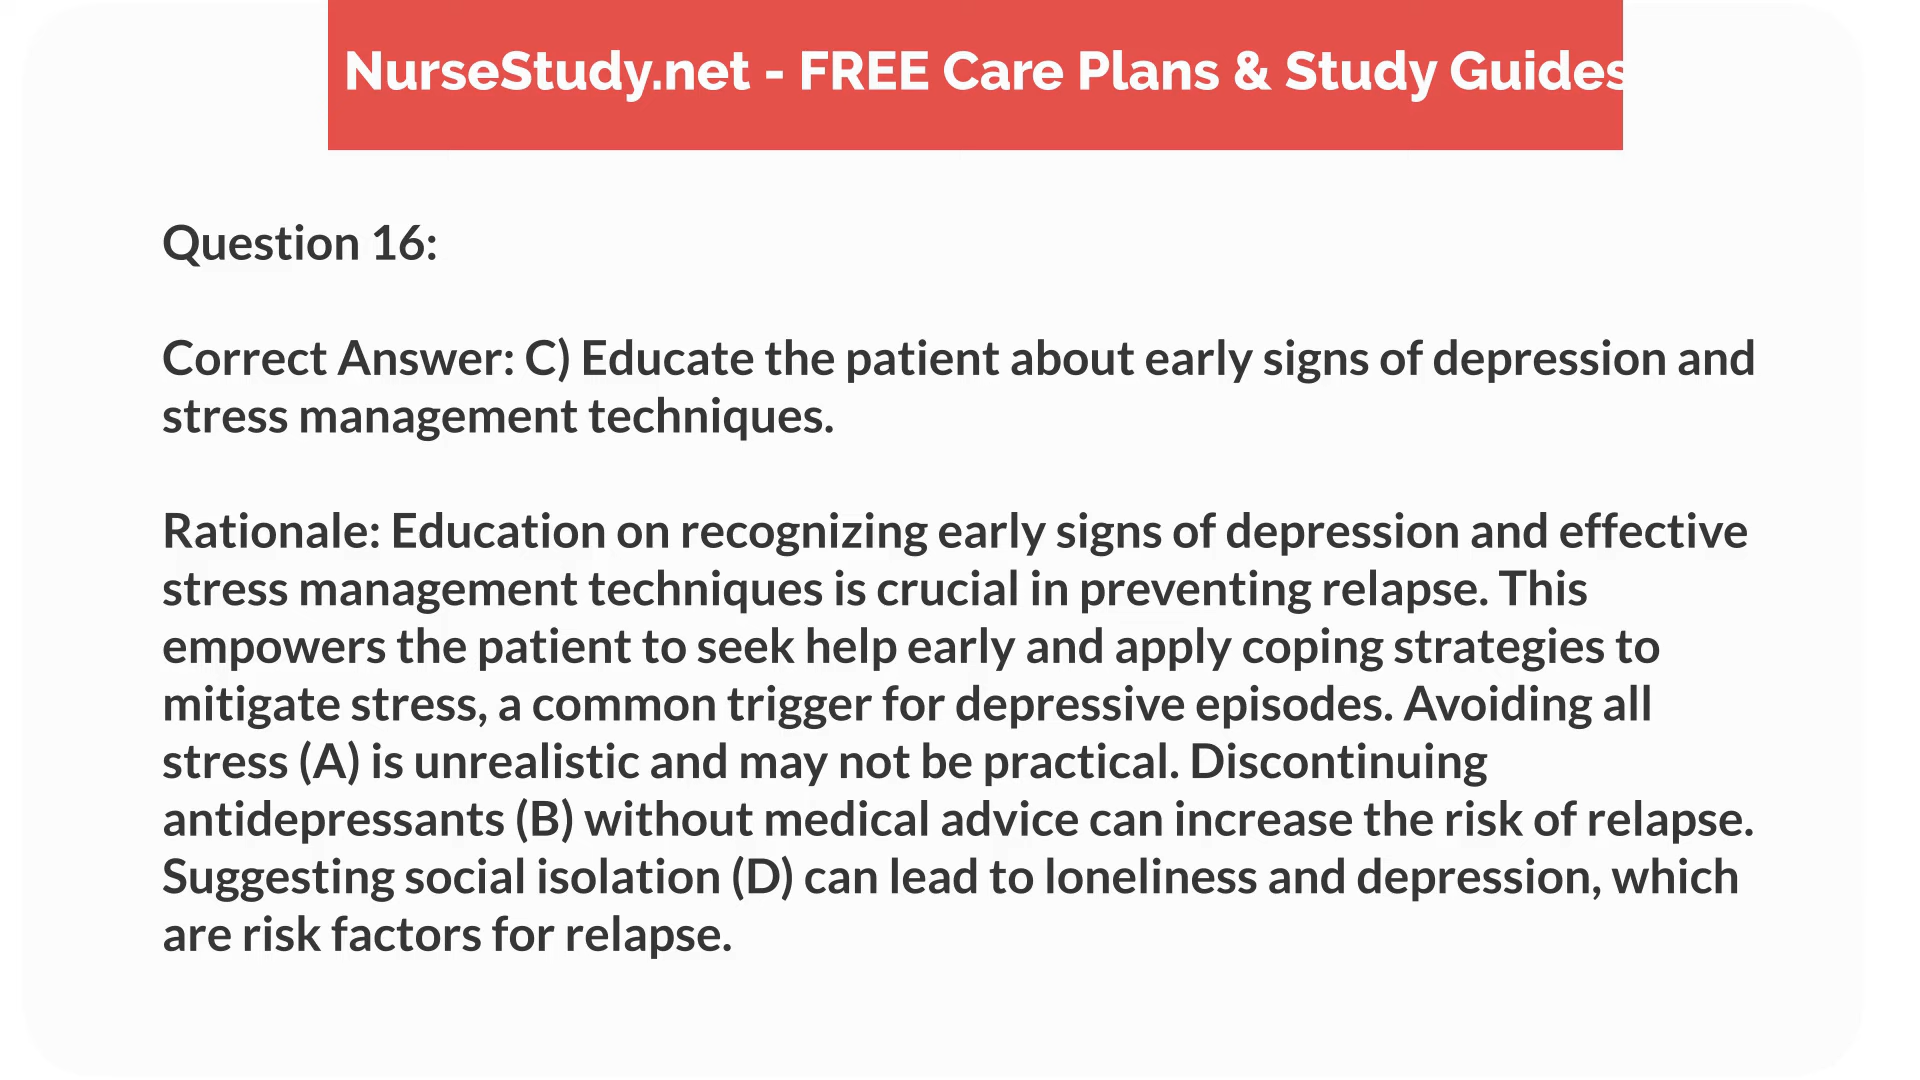 NurseStudy.net - FREE Care Plans & Study Guides
Question 16:
Correct Answer: C) Educate the patient about early signs of depression and
stress management techniques.
Rationale: Education on recognizing early signs of depression and effective
stress management techniques is crucial in preventing relapse. This
empowers the patient to seek help early and apply coping strategies to
mitigate stress, a common trigger for depressive episodes. Avoiding all
stress (A) is unrealistic and may not be practical. Discontinuing
antidepressants (B) without medical advice can increase the risk of relapse.
Suggesting social isolation (D) can lead to loneliness and depression, which
are risk factors for relapse.